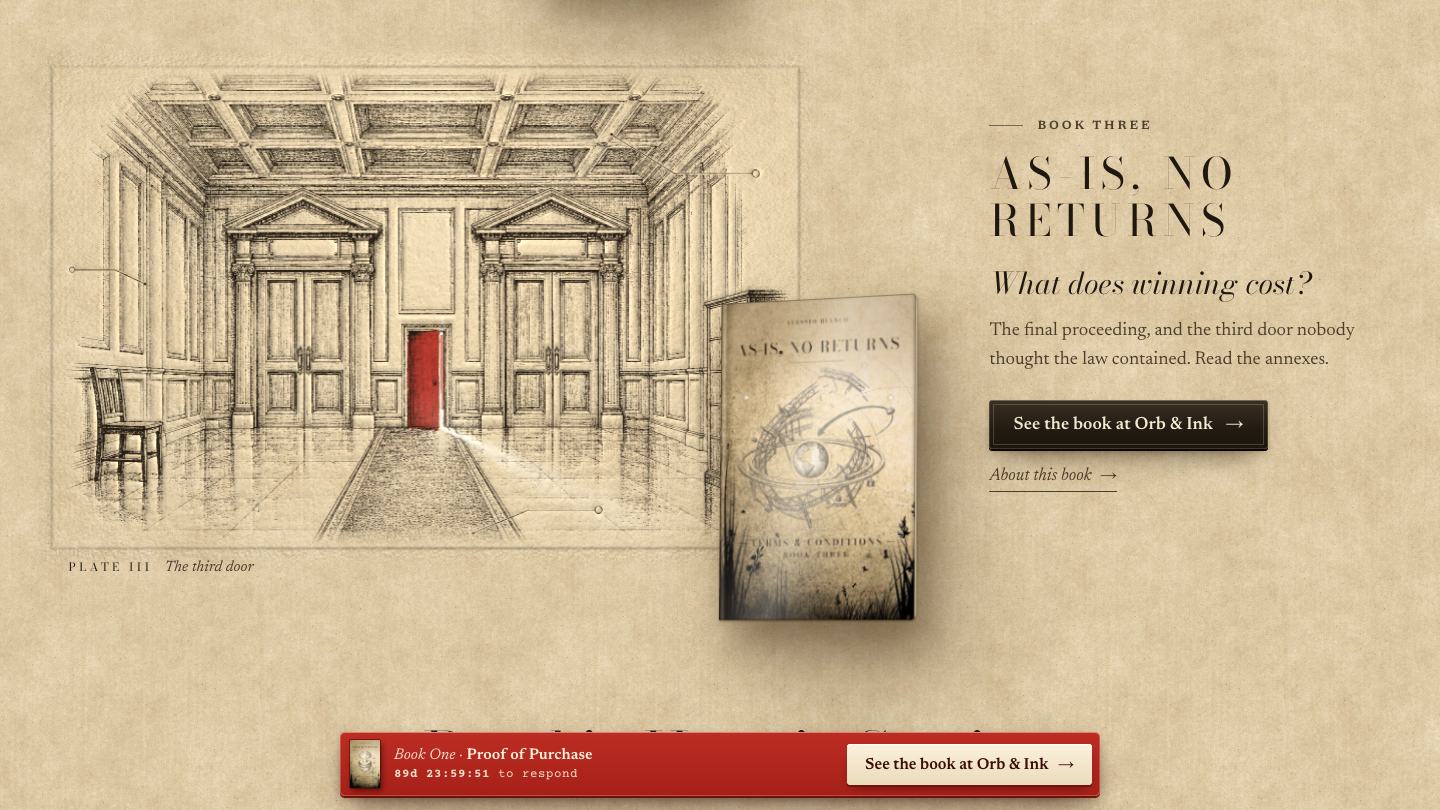 BOOK THREE
AS-IS. NO
RETURNS
What does winning cost?
The final proceeding, and the third door nobody
thought the law contained. Read the annexes.
See the book at Orb & Ink →
About this book →
AS-IS. NO RETURNS
TERMS & CONDITIONS
BOOK THREE
PLATE III The third door
Book One · Proof of Purchase
89d 23:59:51 to respond
See the book at Orb & Ink →